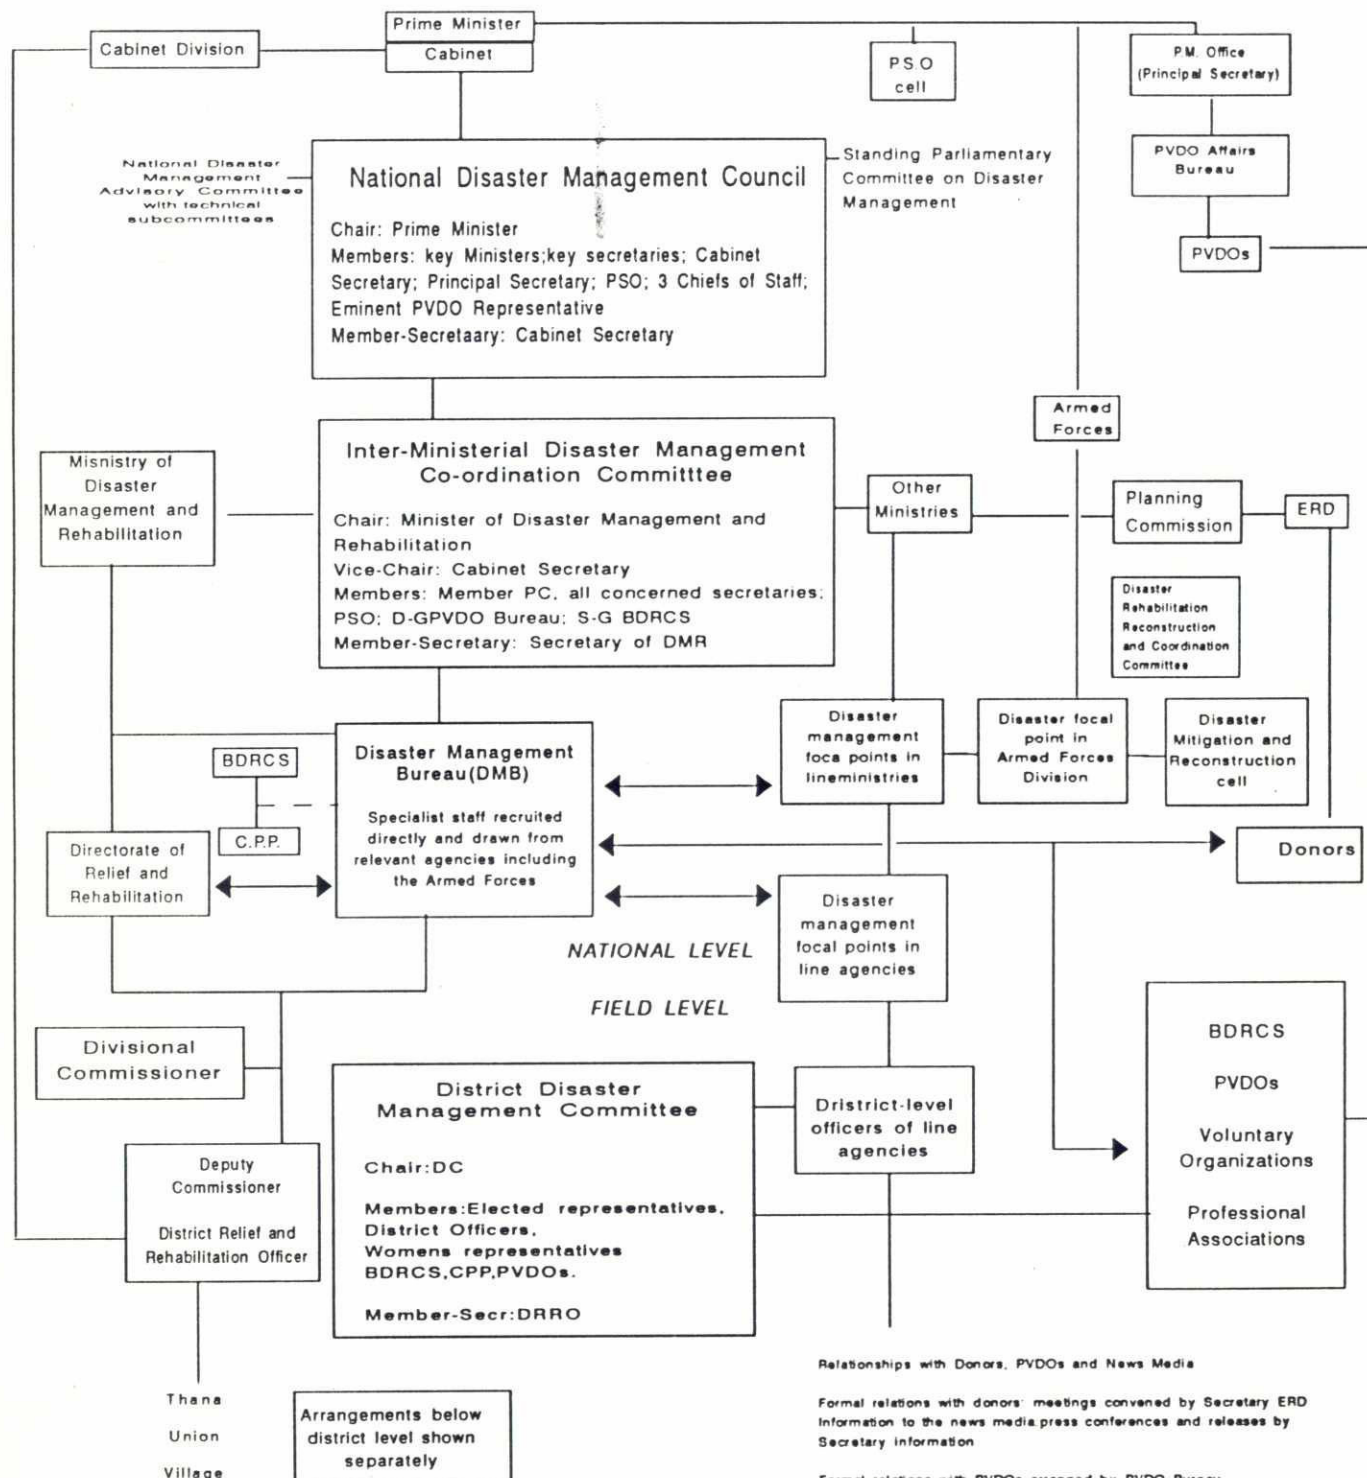 Prime Minister
Cabinet Division
Cabinet
P.S.O
cell
P.M. Office
(Principal Secretary)
PVDO Affairs
Bureau
PVDOs
National Disaster
Management
Advisory Committee
with technical
subcommittees
National Disaster Management Council
Chair: Prime Minister
Members: key Ministers;key secretaries; Cabinet
Secretary; Principal Secretary; PSO; 3 Chiefs of Staff;
Eminent PVDO Representative
Member-Secretaary: Cabinet Secretary
Standing Parliamentary
Committee on Disaster
Management
Armed
Forces
Misnistry of
Disaster
Management and
Rehabilitation
Inter-Ministerial Disaster Management
Co-ordination Committtee
Chair: Minister of Disaster Management and
Rehabilitation
Vice-Chair: Cabinet Secretary
Members: Member PC, all concerned secretaries;
PSO; D-GPVDO Bureau; S-G BDRCS
Member-Secretary: Secretary of DMR
Other
Ministries
Planning
Commission
ERD
Disaster
Rehabilitation
Reconstruction
and Coordination
Committee
BDRCS
C.P.P.
Disaster Management
Bureau(DMB)
Specialist staff recruited
directly and drawn from
relevant agencies including
the Armed Forces
Disaster
management
foca points in
lineministries
Disaster focal
point in
Armed Forces
Division
Disaster
Mitigation and
Reconstruction
cell
Directorate of
Relief and
Rehabilitation
Donors
Disaster
management
focal points in
line agencies
NATIONAL LEVEL
FIELD LEVEL
Divisional
Commissioner
District Disaster
Management Committee
Chair:DC
Members:Elected representatives,
District Officers,
Womens representatives
BDRCS,CPP,PVDOs.
Member-Secr:DRRO
Dristrict-level
officers of line
agencies
BDRCS
PVDOs
Voluntary
Organizations
Professional
Associations
Deputy
Commissioner
District Relief and
Rehabilitation Officer
Thana
Union
Village
Arrangements below
district level shown
separately
Relationships with Donors, PVDOs and News Media
Formal relations with donors: meetings convened by Secretary ERD
Information to the news media:press conferences and releases by
Secretary information